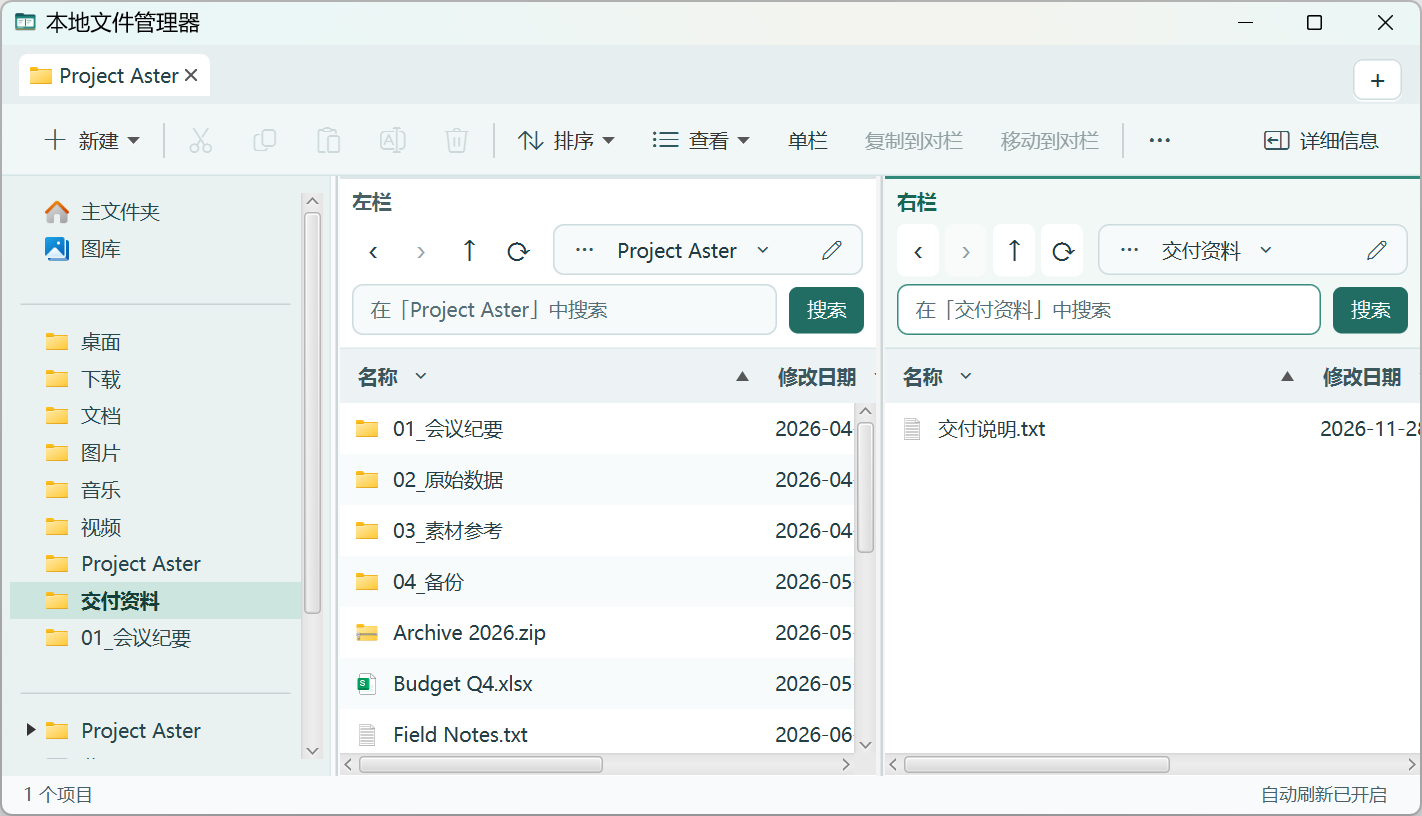 本地文件管理器
Project Aster
新建 排序 查看 单栏 复制到对栏 移动到对栏 ··· 详细信息
主文件夹
图库
桌面
下载
文档
图片
音乐
视频
Project Aster
交付资料
01_会议纪要
Project Aster
左栏
··· Project Aster
在「Project Aster」中搜索 搜索
名称 修改日期
01_会议纪要 2026-04
02_原始数据 2026-04
03_素材参考 2026-04
04_备份 2026-05
Archive 2026.zip 2026-05
Budget Q4.xlsx 2026-05
Field Notes.txt 2026-06
右栏
··· 交付资料
在「交付资料」中搜索 搜索
名称 修改日期
交付说明.txt 2026-11-28
1 个项目
自动刷新已开启